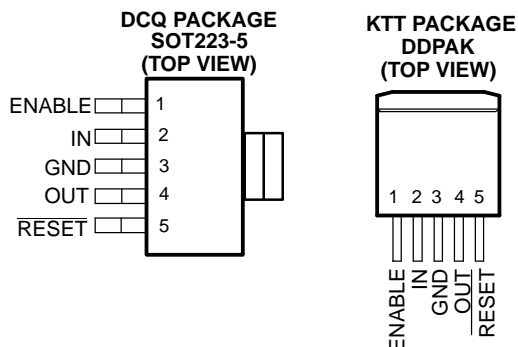 DCQ PACKAGE
SOT223-5
(TOP VIEW)
ENABLE 1
IN 2
GND 3
OUT 4
RESET 5
KTT PACKAGE
DDPAK
(TOP VIEW)
1 2 3 4 5
ENABLE
IN
GND
OUT
RESET